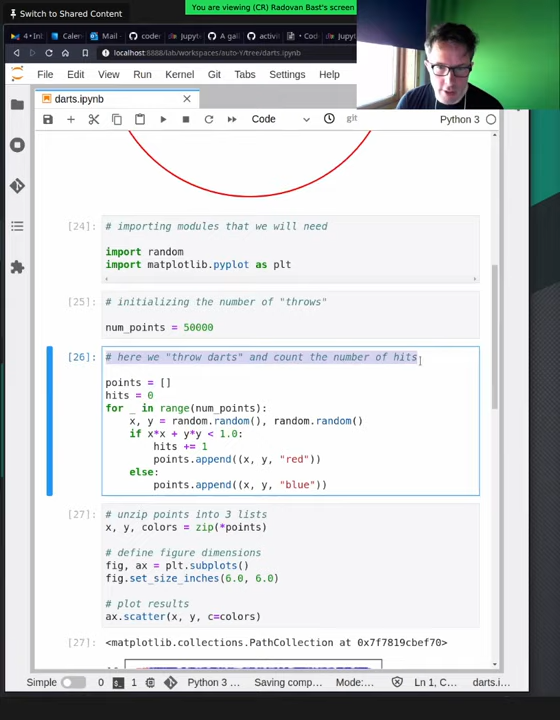 Switch to Shared Content
You are viewing (CR) Radovan Bast's screen
localhost:8888/lab/workspaces/auto-Y/tree/darts.ipynb
File Edit View Run Kernel Git Tabs Settings Help
darts.ipynb
Code
git
Python 3
[24]:
# importing modules that we will need
import random
import matplotlib.pyplot as plt
[25]:
# initializing the number of "throws"
num_points = 50000
[26]:
# here we "throw darts" and count the number of hits
points = []
hits = 0
for _ in range(num_points):
    x, y = random.random(), random.random()
    if x*x + y*y < 1.0:
        hits += 1
        points.append((x, y, "red"))
    else:
        points.append((x, y, "blue"))
[27]:
# unzip points into 3 lists
x, y, colors = zip(*points)
# define figure dimensions
fig, ax = plt.subplots()
fig.set_size_inches(6.0, 6.0)
# plot results
ax.scatter(x, y, c=colors)
[27]:
<matplotlib.collections.PathCollection at 0x7f7819cbef70>
Simple 0 1 Python 3 ... Saving comp... Mode:... Ln 1, C... darts.i...